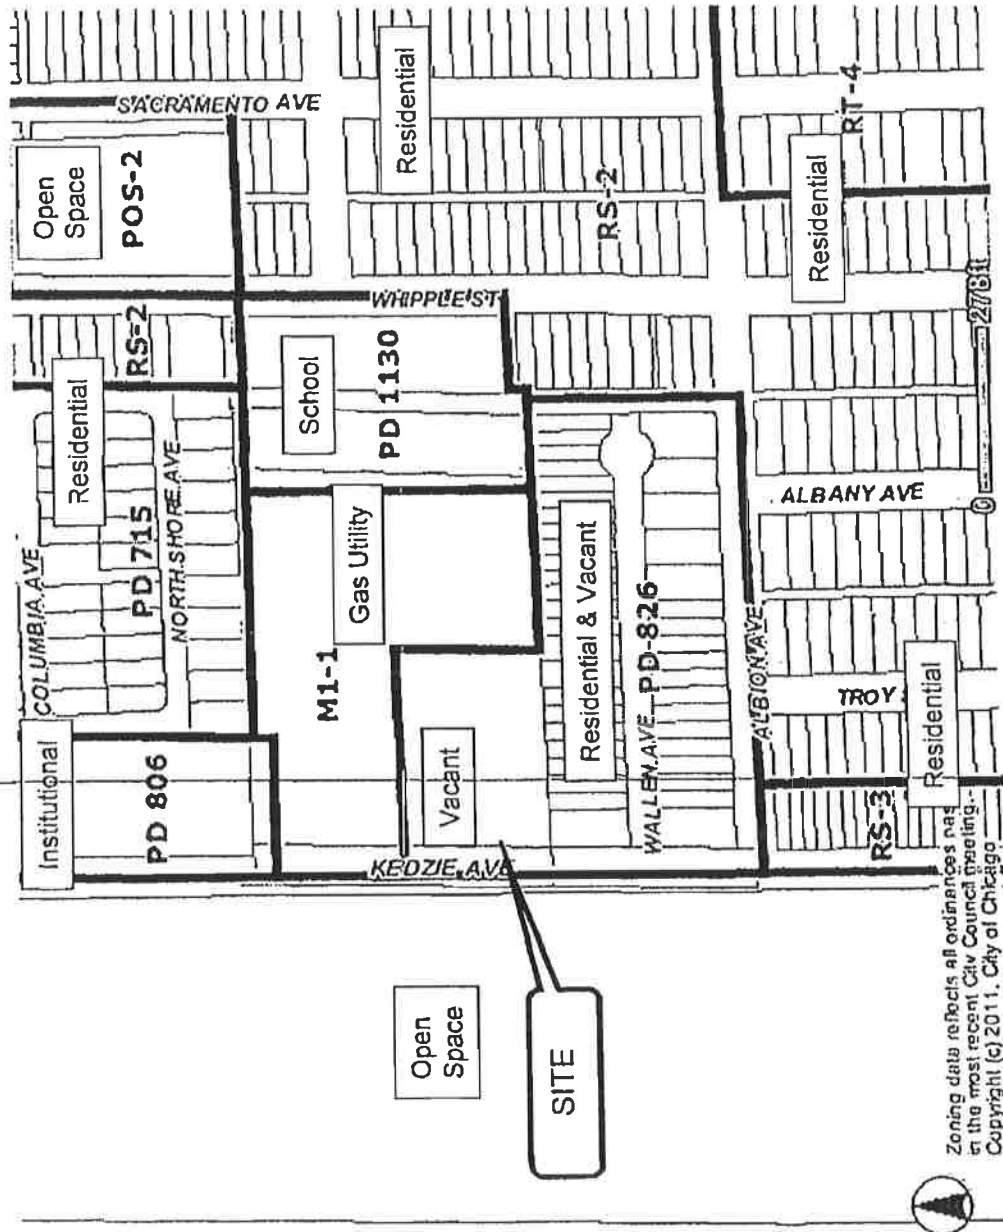 SACRAMENTO AVE
Open
Space
POS-2
Residential
RT-4
Residential
RS-2
WHIPPLE ST
RS-2
Residential
School
PD 1130
COLUMBIA AVE
PD 715
NORTH SHORE AVE
Gas Utility
M1-1
Institutional
PD 806
Residential & Vacant
WALLEN AVE PD-826
ALBANY AVE
ALBION AVE
TROY
Residential
RS-3
Vacant
KEDZIE AVE
Open
Space
SITE
0 278ft
Zoning data reflects all ordinances pas
in the most recent City Council meeting.
Copyright (c) 2011, City of Chicago